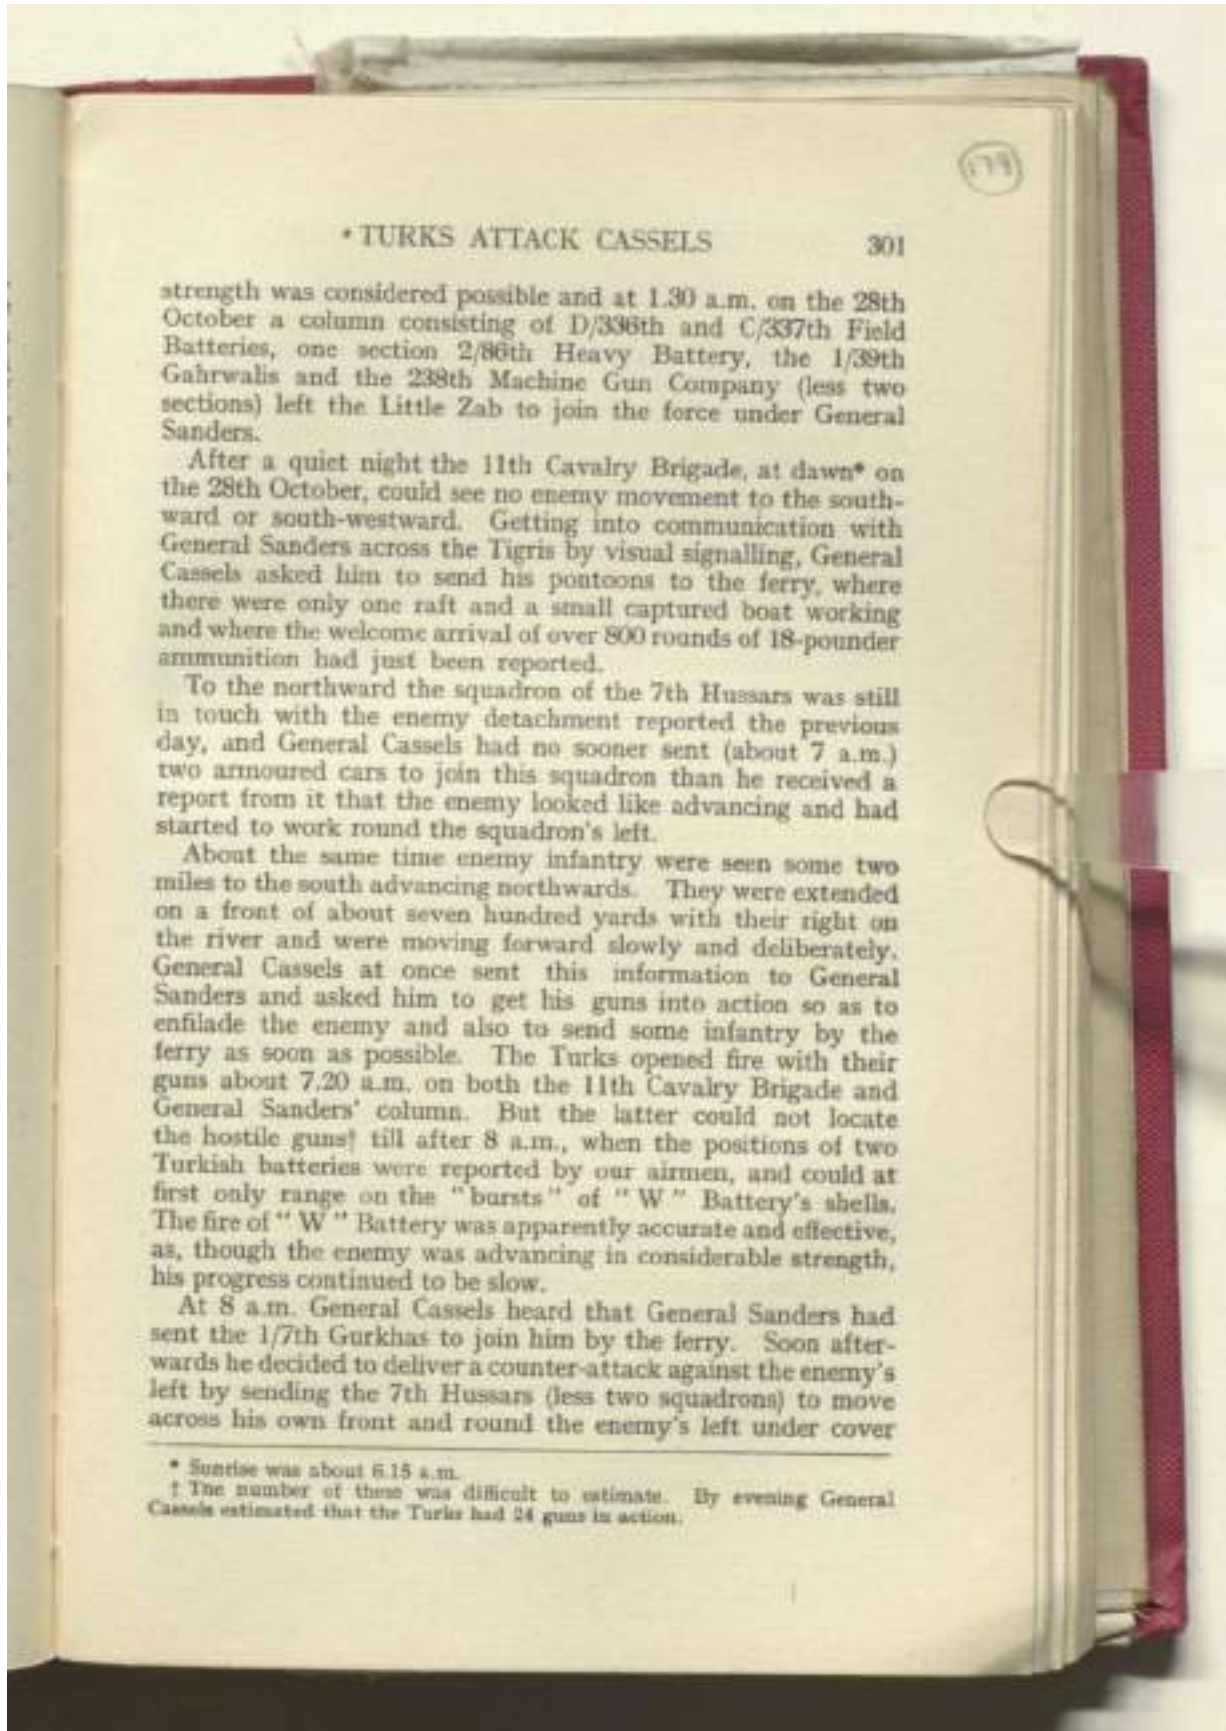 179
• TURKS ATTACK CASSELS 301
strength was considered possible and at 1.30 a.m. on the 28th
October a column consisting of D/336th and C/337th Field
Batteries, one section 2/86th Heavy Battery, the 1/39th
Gahrwalis and the 238th Machine Gun Company (less two
sections) left the Little Zab to join the force under General
Sanders.
After a quiet night the 11th Cavalry Brigade, at dawn* on
the 28th October, could see no enemy movement to the south-
ward or south-westward. Getting into communication with
General Sanders across the Tigris by visual signalling, General
Cassels asked him to send his pontoons to the ferry, where
there were only one raft and a small captured boat working
and where the welcome arrival of over 800 rounds of 18-pounder
ammunition had just been reported.
To the northward the squadron of the 7th Hussars was still
in touch with the enemy detachment reported the previous
day, and General Cassels had no sooner sent (about 7 a.m.)
two armoured cars to join this squadron than he received a
report from it that the enemy looked like advancing and had
started to work round the squadron's left.
About the same time enemy infantry were seen some two
miles to the south advancing northwards. They were extended
on a front of about seven hundred yards with their right on
the river and were moving forward slowly and deliberately.
General Cassels at once sent this information to General
Sanders and asked him to get his guns into action so as to
enfilade the enemy and also to send some infantry by the
ferry as soon as possible. The Turks opened fire with their
guns about 7.20 a.m. on both the 11th Cavalry Brigade and
General Sanders' column. But the latter could not locate
the hostile guns† till after 8 a.m., when the positions of two
Turkish batteries were reported by our airmen, and could at
first only range on the "bursts" of "W" Battery's shells.
The fire of "W" Battery was apparently accurate and effective,
as, though the enemy was advancing in considerable strength,
his progress continued to be slow.
At 8 a.m. General Cassels heard that General Sanders had
sent the 1/7th Gurkhas to join him by the ferry. Soon after-
wards he decided to deliver a counter-attack against the enemy's
left by sending the 7th Hussars (less two squadrons) to move
across his own front and round the enemy's left under cover
* Sunrise was about 6.15 a.m.
† The number of these was difficult to estimate. By evening General
Cassels estimated that the Turks had 24 guns in action.